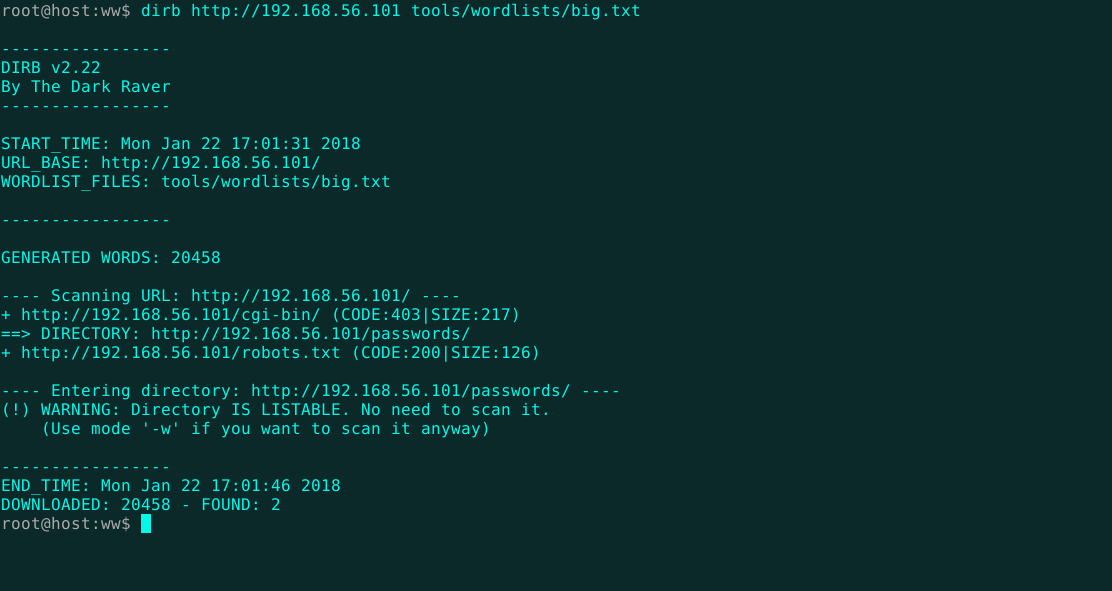 root@host:ww$ dirb http://192.168.56.101 tools/wordlists/big.txt
-----------------
DIRB v2.22
By The Dark Raver
-----------------
START_TIME: Mon Jan 22 17:01:31 2018
URL_BASE: http://192.168.56.101/
WORDLIST_FILES: tools/wordlists/big.txt
-----------------
GENERATED WORDS: 20458
---- Scanning URL: http://192.168.56.101/ ----
+ http://192.168.56.101/cgi-bin/ (CODE:403|SIZE:217)
==> DIRECTORY: http://192.168.56.101/passwords/
+ http://192.168.56.101/robots.txt (CODE:200|SIZE:126)
---- Entering directory: http://192.168.56.101/passwords/ ----
(!) WARNING: Directory IS LISTABLE. No need to scan it.
    (Use mode '-w' if you want to scan it anyway)
-----------------
END_TIME: Mon Jan 22 17:01:46 2018
DOWNLOADED: 20458 - FOUND: 2
root@host:ww$